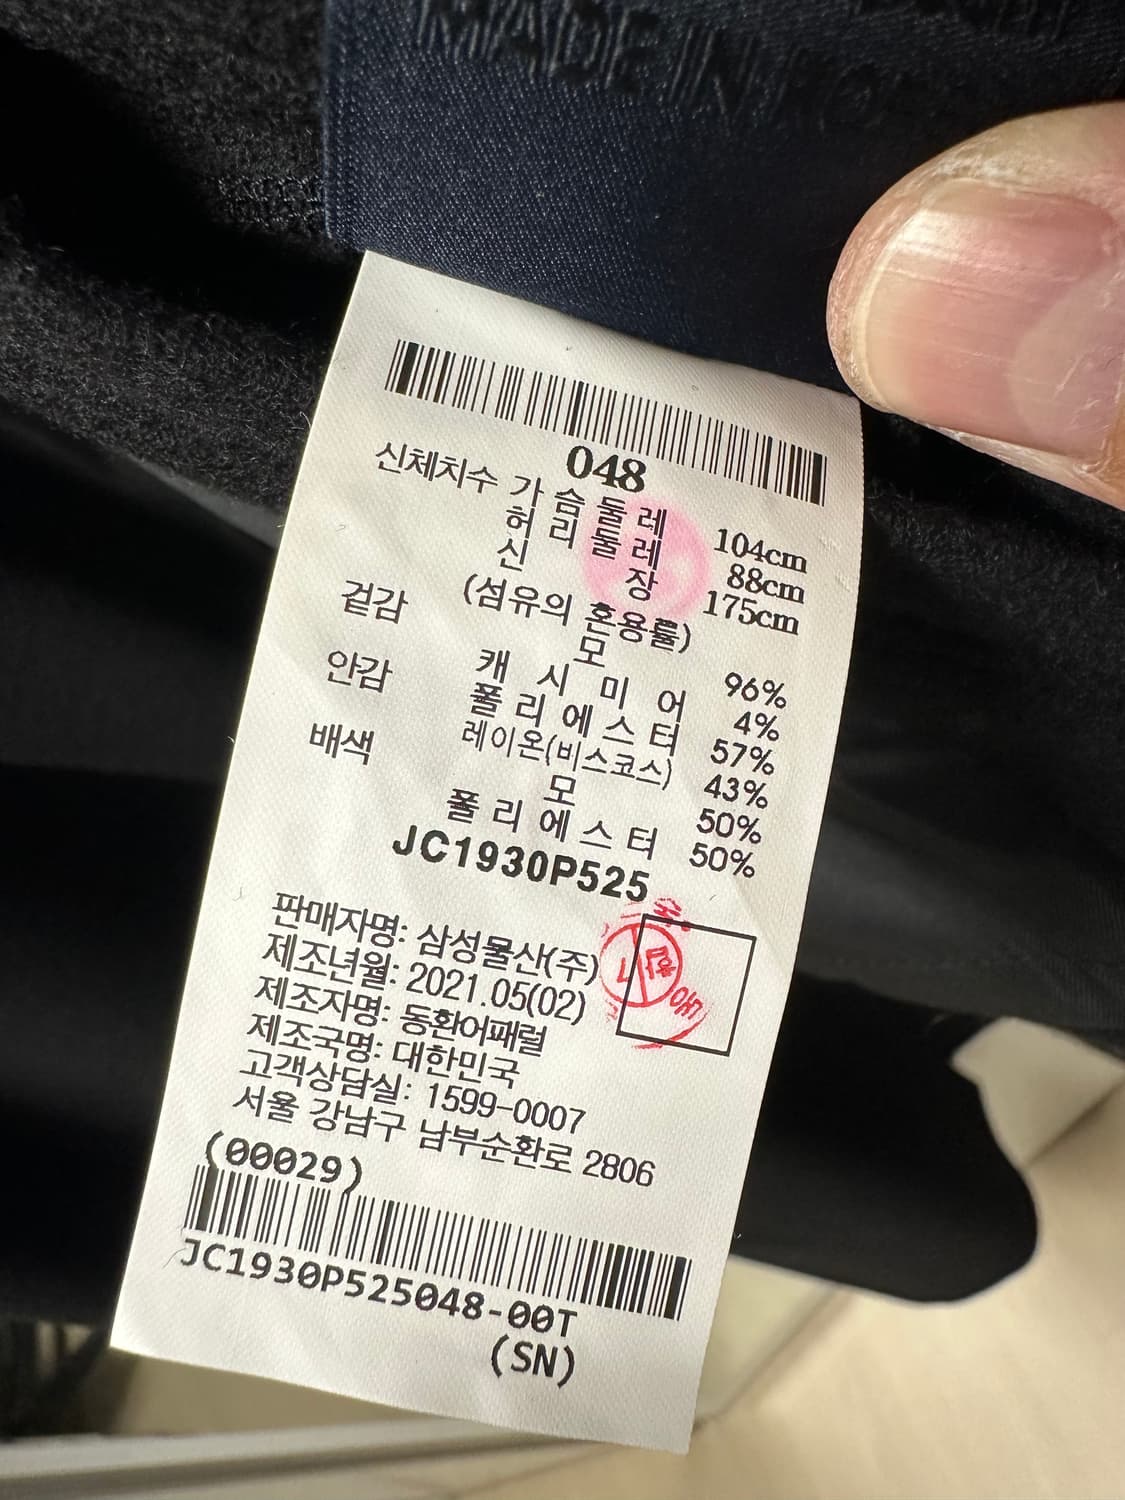 MADE IN KO
048
신체치수 가슴둘레 104cm
허리둘레 88cm
신장 175cm
(섬유의 혼용률)
겉감 모 96%
캐시미어 4%
안감 폴리에스터 57%
레이온(비스코스) 43%
배색 모 50%
폴리에스터 50%
JC1930P525
판매자명: 삼성물산(주)
제조년월: 2021.05(02)
제조자명: 동환어패럴
제조국명: 대한민국
고객상담실: 1599-0007
서울 강남구 남부순환로 2806
(00029)
JC1930P525048-00T
(SN)